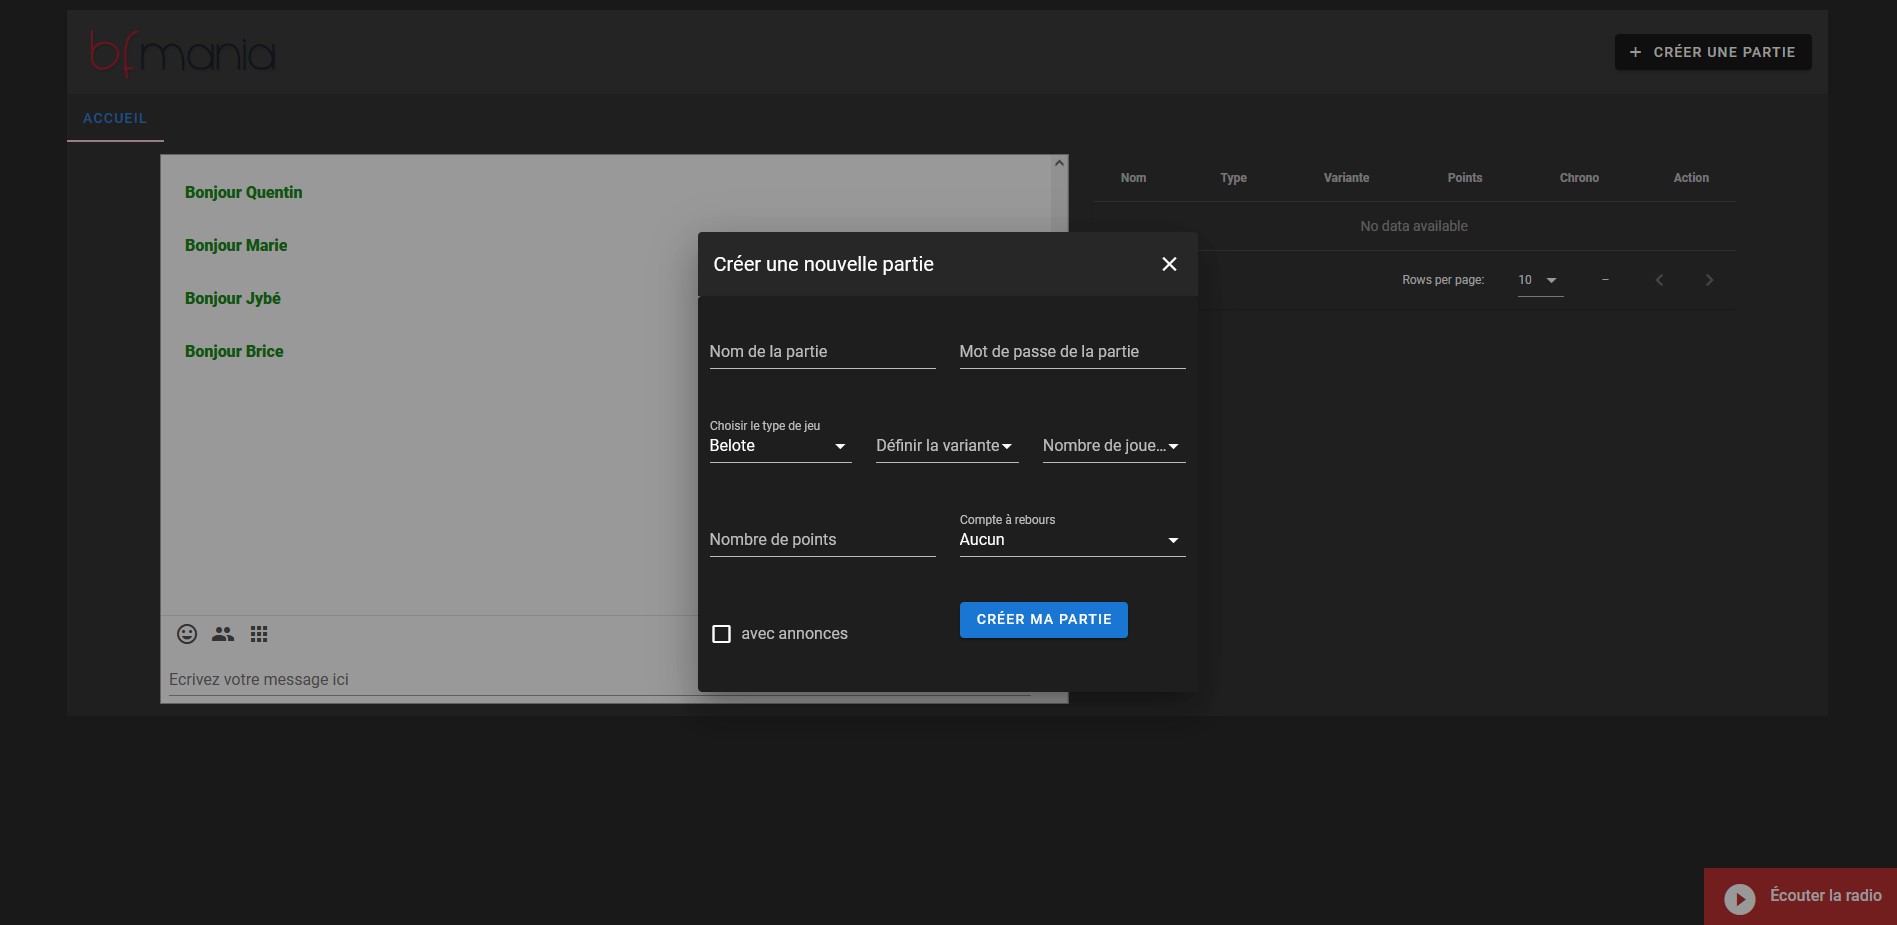 bfmania
+ CRÉER UNE PARTIE
ACCUEIL
Bonjour Quentin
Bonjour Marie
Bonjour Jybé
Bonjour Brice
Ecrivez votre message ici
Nom Type Variante Points Chrono Action
No data available
Rows per page: 10 –
Créer une nouvelle partie
Nom de la partie Mot de passe de la partie
Choisir le type de jeu
Belote Définir la variante Nombre de joue...
Compte à rebours
Nombre de points Aucun
avec annonces
CRÉER MA PARTIE
Écouter la radio